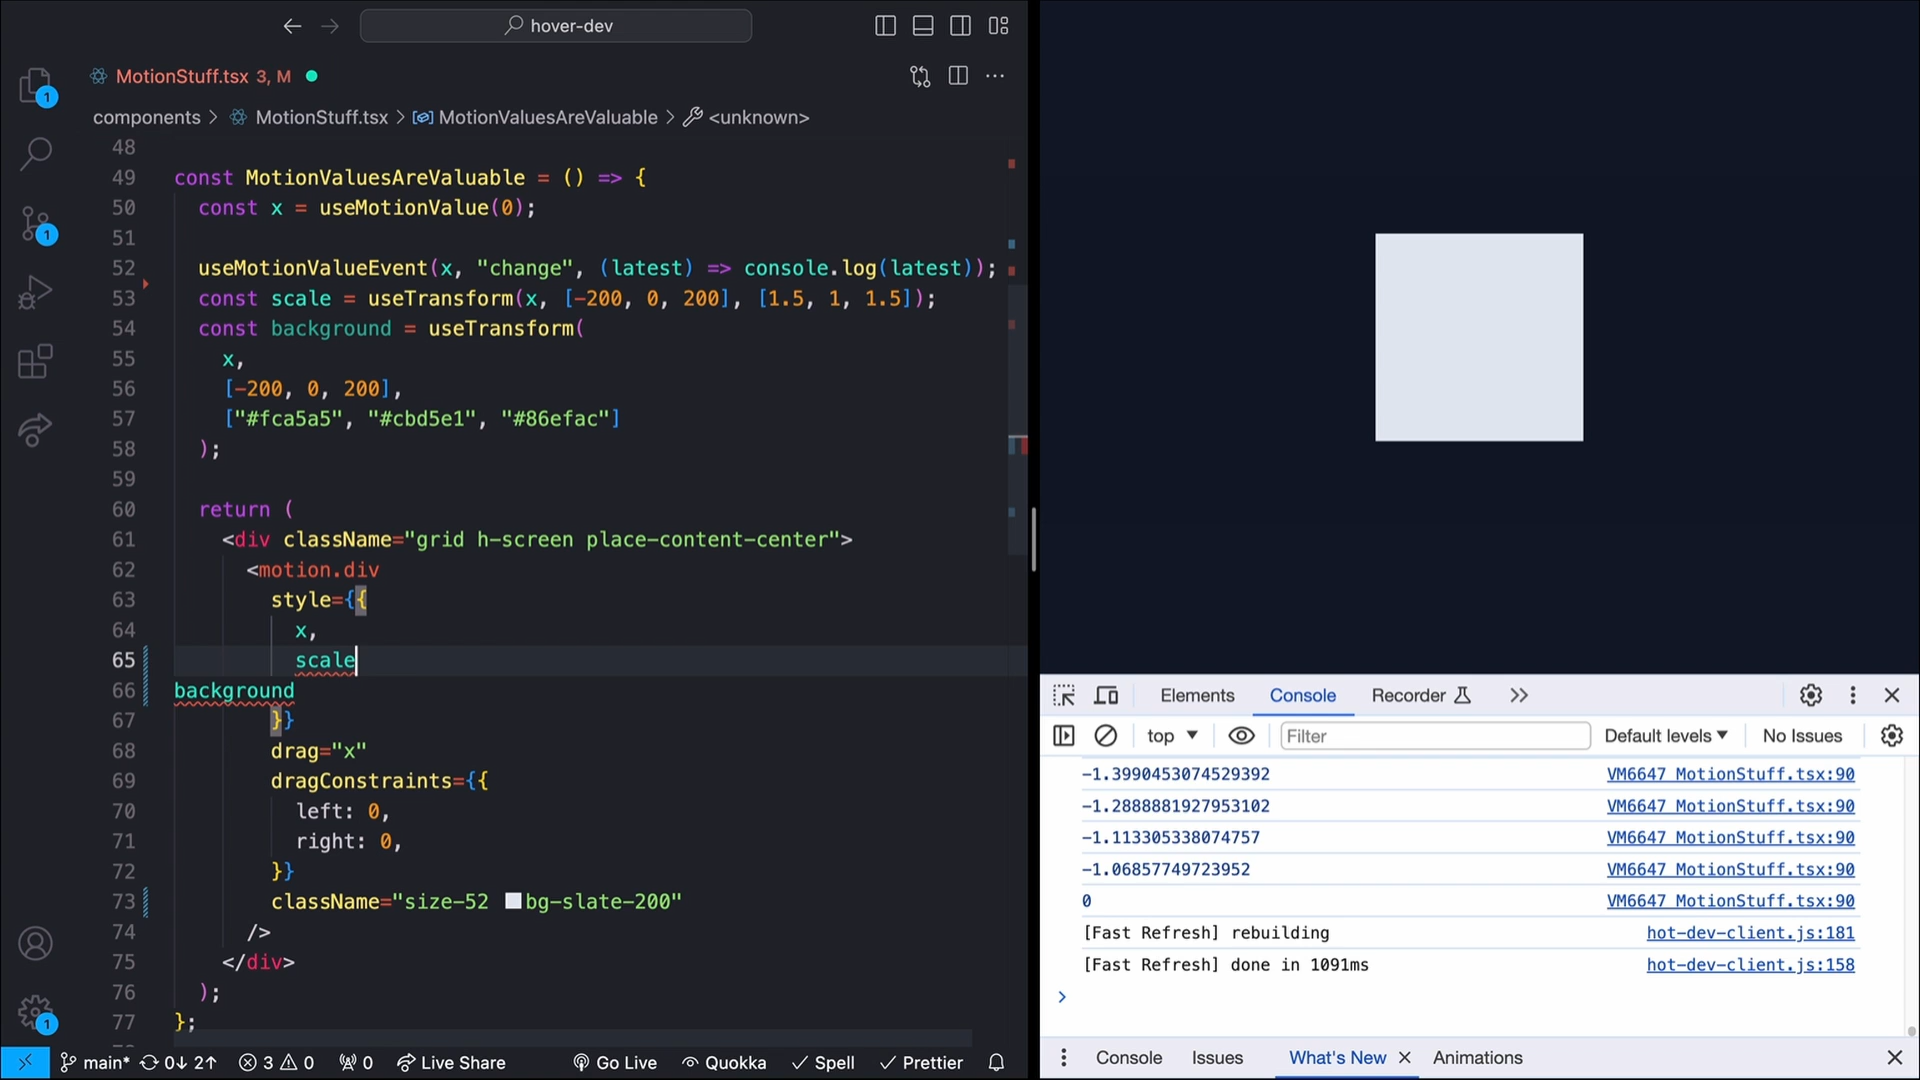 hover-dev
MotionStuff.tsx 3, M
components > MotionStuff.tsx > MotionValuesAreValuable > <unknown>
1
1
1
48
49 const MotionValuesAreValuable = () => {
50 const x = useMotionValue(0);
51
52 useMotionValueEvent(x, "change", (latest) => console.log(latest));
53 const scale = useTransform(x, [-200, 0, 200], [1.5, 1, 1.5]);
54 const background = useTransform(
55 x,
56 [-200, 0, 200],
57 ["#fca5a5", "#cbd5e1", "#86efac"]
58 );
59
60 return (
61 <div className="grid h-screen place-content-center">
62 <motion.div
63 style={{
64 x,
65 scale
66 background
67 }}
68 drag="x"
69 dragConstraints={{
70 left: 0,
71 right: 0,
72 }}
73 className="size-52 bg-slate-200"
74 />
75 </div>
76 );
77 };
main* 0↓ 2↑ 3 0 0 Live Share Go Live Quokka Spell Prettier
Elements Console Recorder
top Filter Default levels No Issues
-1.3990453074529392 VM6647 MotionStuff.tsx:90
-1.2888881927953102 VM6647 MotionStuff.tsx:90
-1.113305338074757 VM6647 MotionStuff.tsx:90
-1.06857749723952 VM6647 MotionStuff.tsx:90
0 VM6647 MotionStuff.tsx:90
[Fast Refresh] rebuilding hot-dev-client.js:181
[Fast Refresh] done in 1091ms hot-dev-client.js:158
>
Console Issues What's New Animations